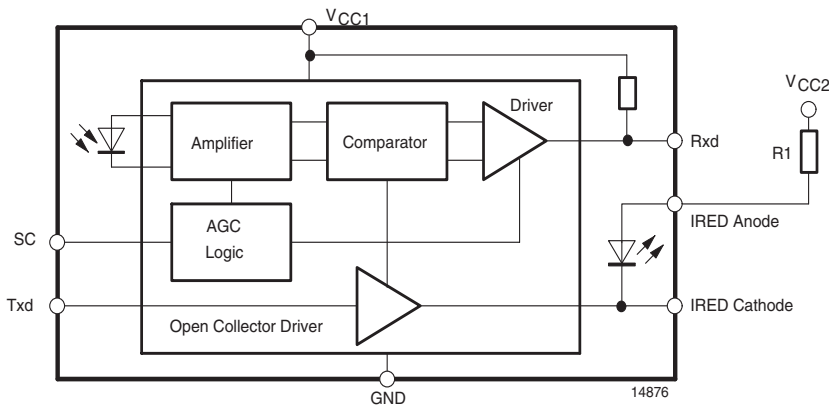 VCC1
VCC2
Driver
Amplifier
Comparator
Rxd
R1
AGC
Logic
IRED Anode
SC
Txd
Open Collector Driver
IRED Cathode
GND
14876